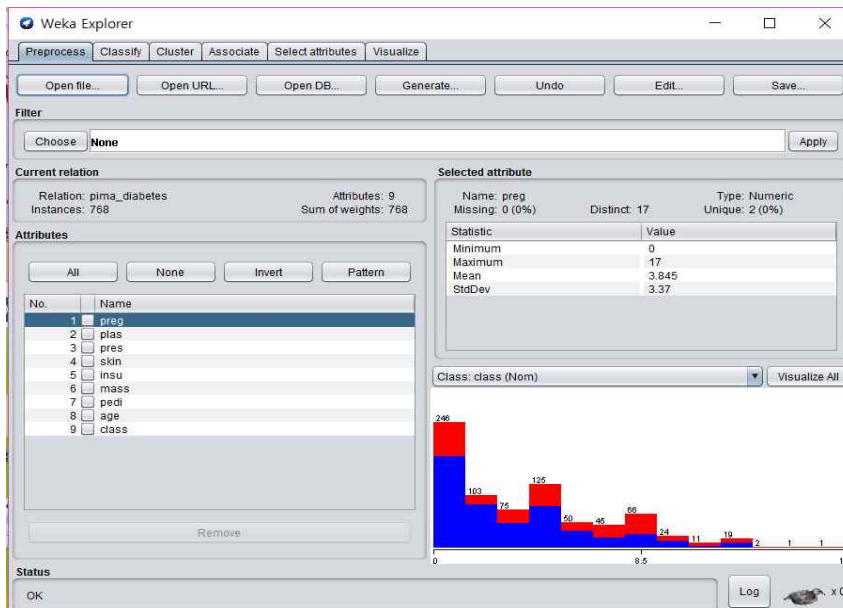 Weka Explorer
Preprocess Classify Cluster Associate Select attributes Visualize
Open file... Open URL... Open DB... Generate... Undo Edit... Save...
Filter
Choose None Apply
Current relation
Relation: pima_diabetes Attributes: 9
Instances: 768 Sum of weights: 768
Attributes
All None Invert Pattern
No. Name
1 preg
2 plas
3 pres
4 skin
5 insu
6 mass
7 pedi
8 age
9 class
Remove
Selected attribute
Name: preg Type: Numeric
Missing: 0 (0%) Distinct: 17 Unique: 2 (0%)
Statistic Value
Minimum 0
Maximum 17
Mean 3.845
StdDev 3.37
Class: class (Nom) Visualize All
246
103
75
125
50
45
66
24
11
19
2
1
1
0 8.5
Status
OK Log x 0